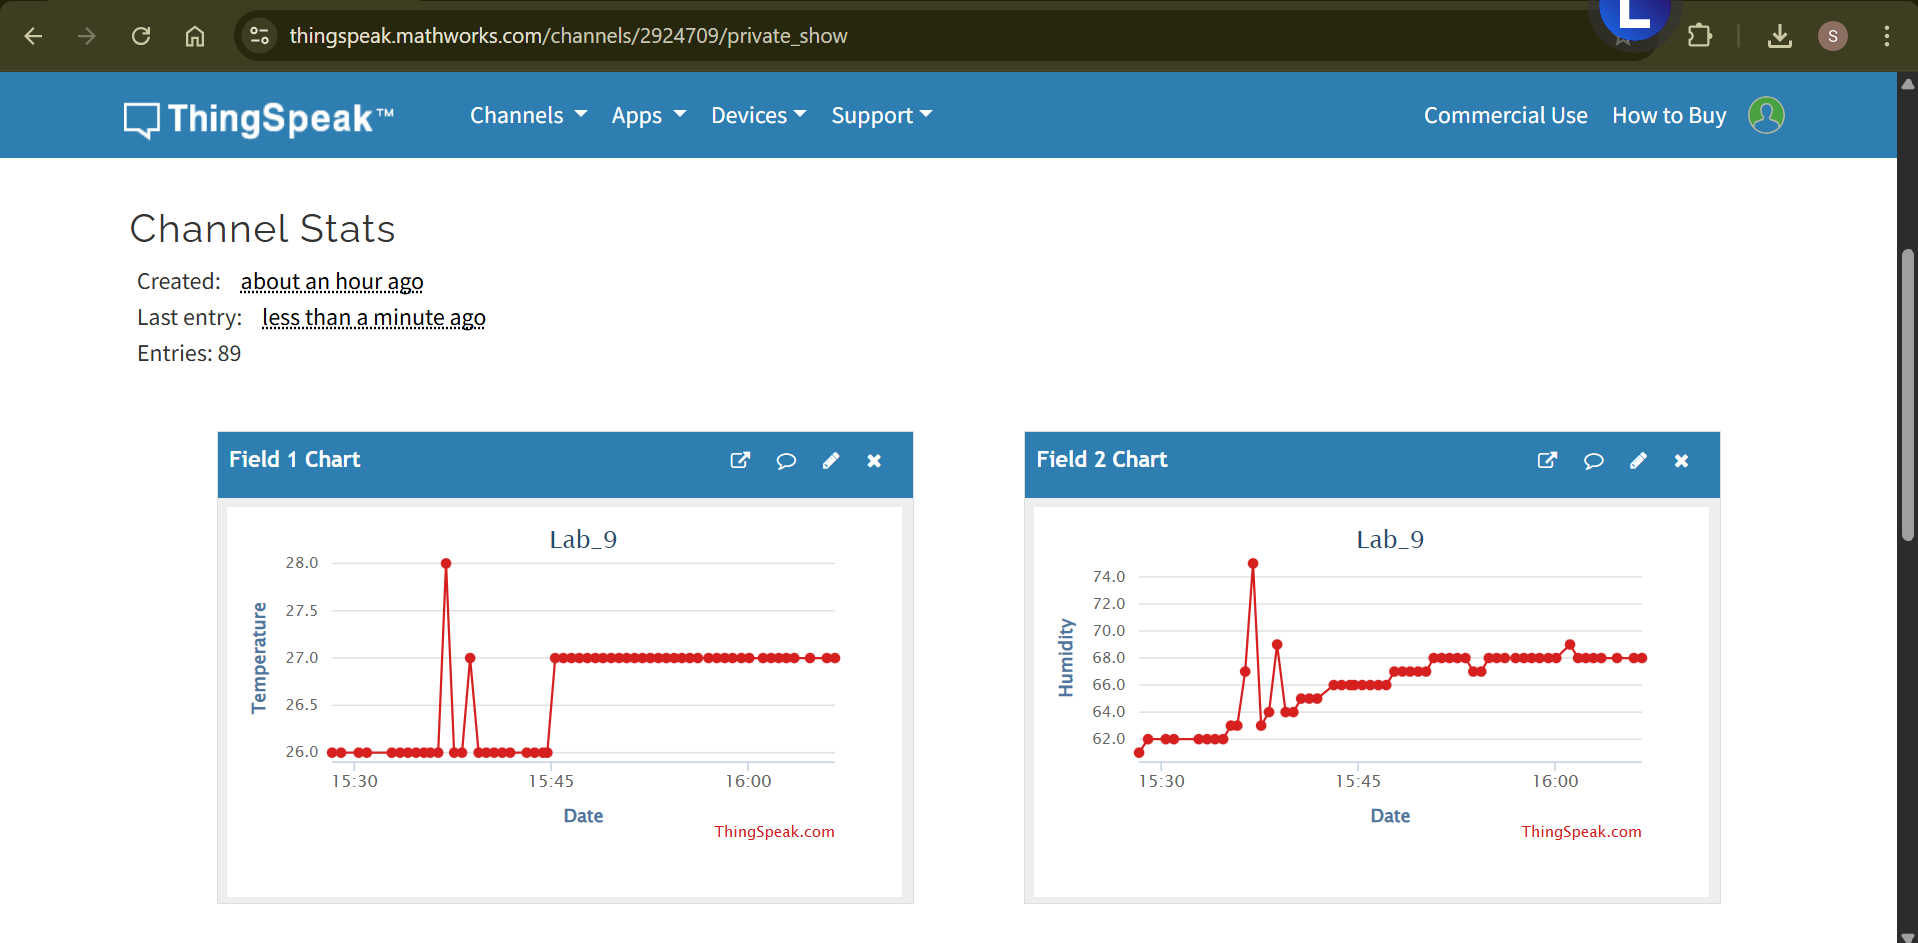 thingspeak.mathworks.com/channels/2924709/private_show
L
S
ThingSpeak™
Channels
Apps
Devices
Support
Commercial Use
How to Buy
Channel Stats
Created: about an hour ago
Last entry: less than a minute ago
Entries: 89
Field 1 Chart
Lab_9
Temperature
28.0
27.5
27.0
26.5
26.0
15:30 15:45 16:00
Date
ThingSpeak.com
Field 2 Chart
Lab_9
Humidity
74.0
72.0
70.0
68.0
66.0
64.0
62.0
15:30 15:45 16:00
Date
ThingSpeak.com